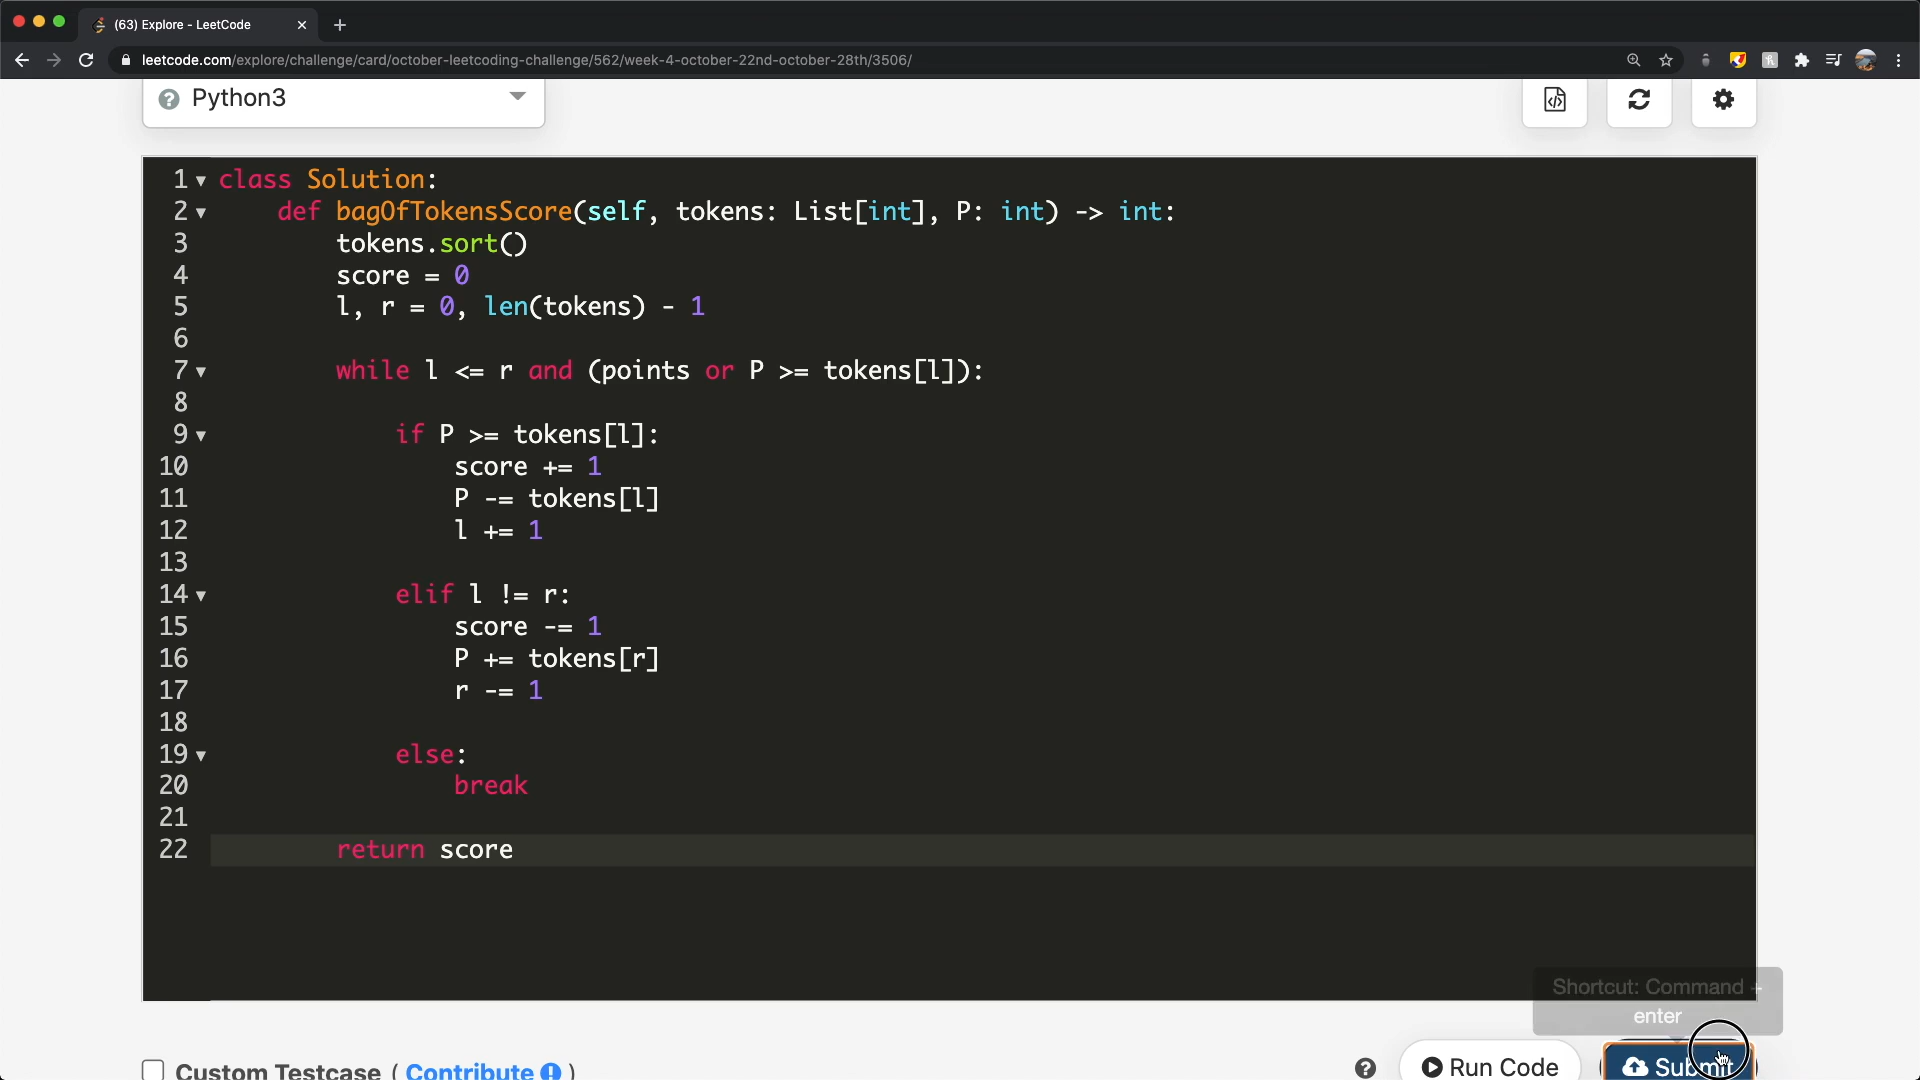 (63) Explore - LeetCode
leetcode.com/explore/challenge/card/october-leetcoding-challenge/562/week-4-october-22nd-october-28th/3506/
Python3
1 class Solution:
2     def bagOfTokensScore(self, tokens: List[int], P: int) -> int:
3         tokens.sort()
4         score = 0
5         l, r = 0, len(tokens) - 1
6
7         while l <= r and (points or P >= tokens[l]):
8
9             if P >= tokens[l]:
10                 score += 1
11                 P -= tokens[l]
12                 l += 1
13
14             elif l != r:
15                 score -= 1
16                 P += tokens[r]
17                 r -= 1
18
19             else:
20                 break
21
22         return score
Shortcut: Command +
enter
Custom Testcase ( Contribute )
Run Code
Submit